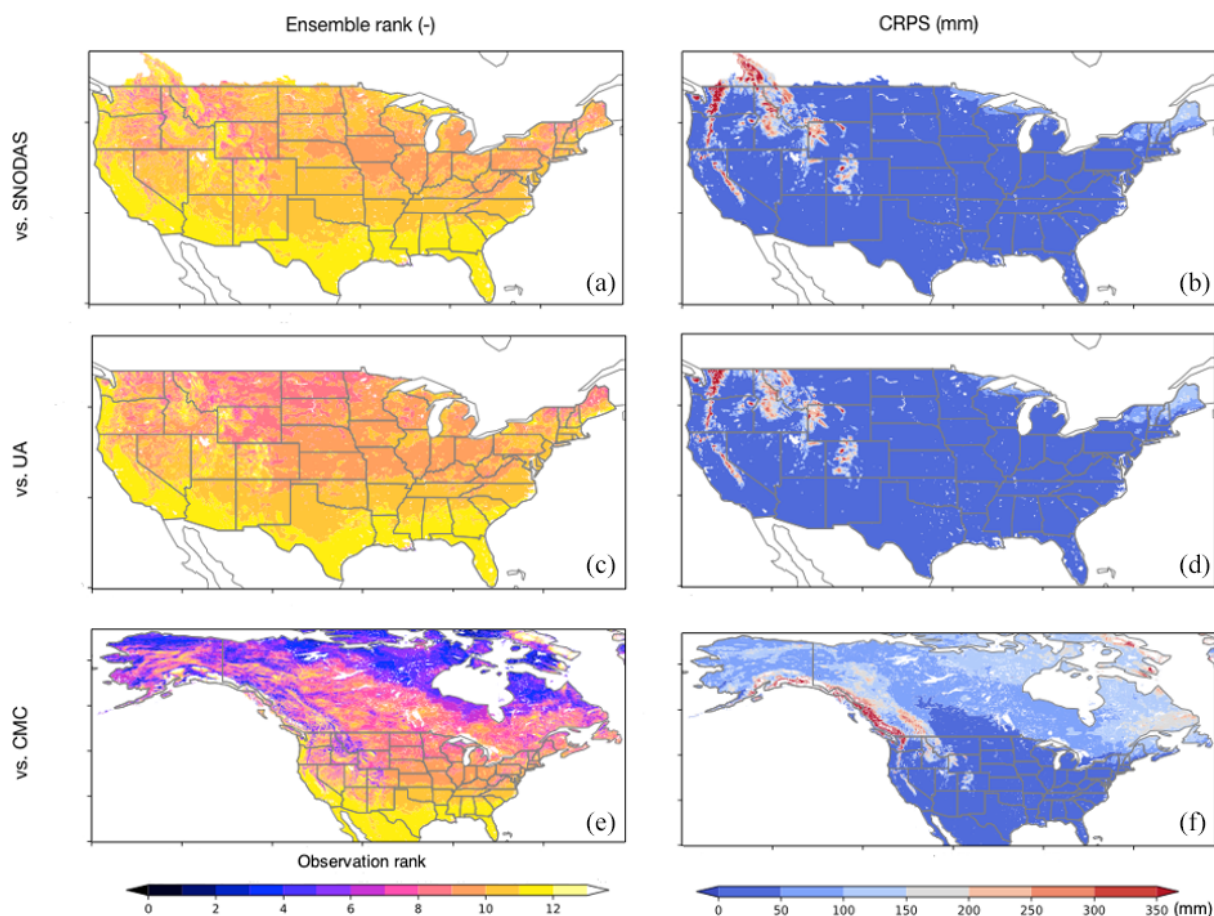 Ensemble rank (-)
CRPS (mm)
vs. SNODAS
(a)
(b)
vs. UA
(c)
(d)
vs. CMC
(e)
(f)
Observation rank
0 2 4 6 8 10 12
0 50 100 150 200 250 300 350 (mm)